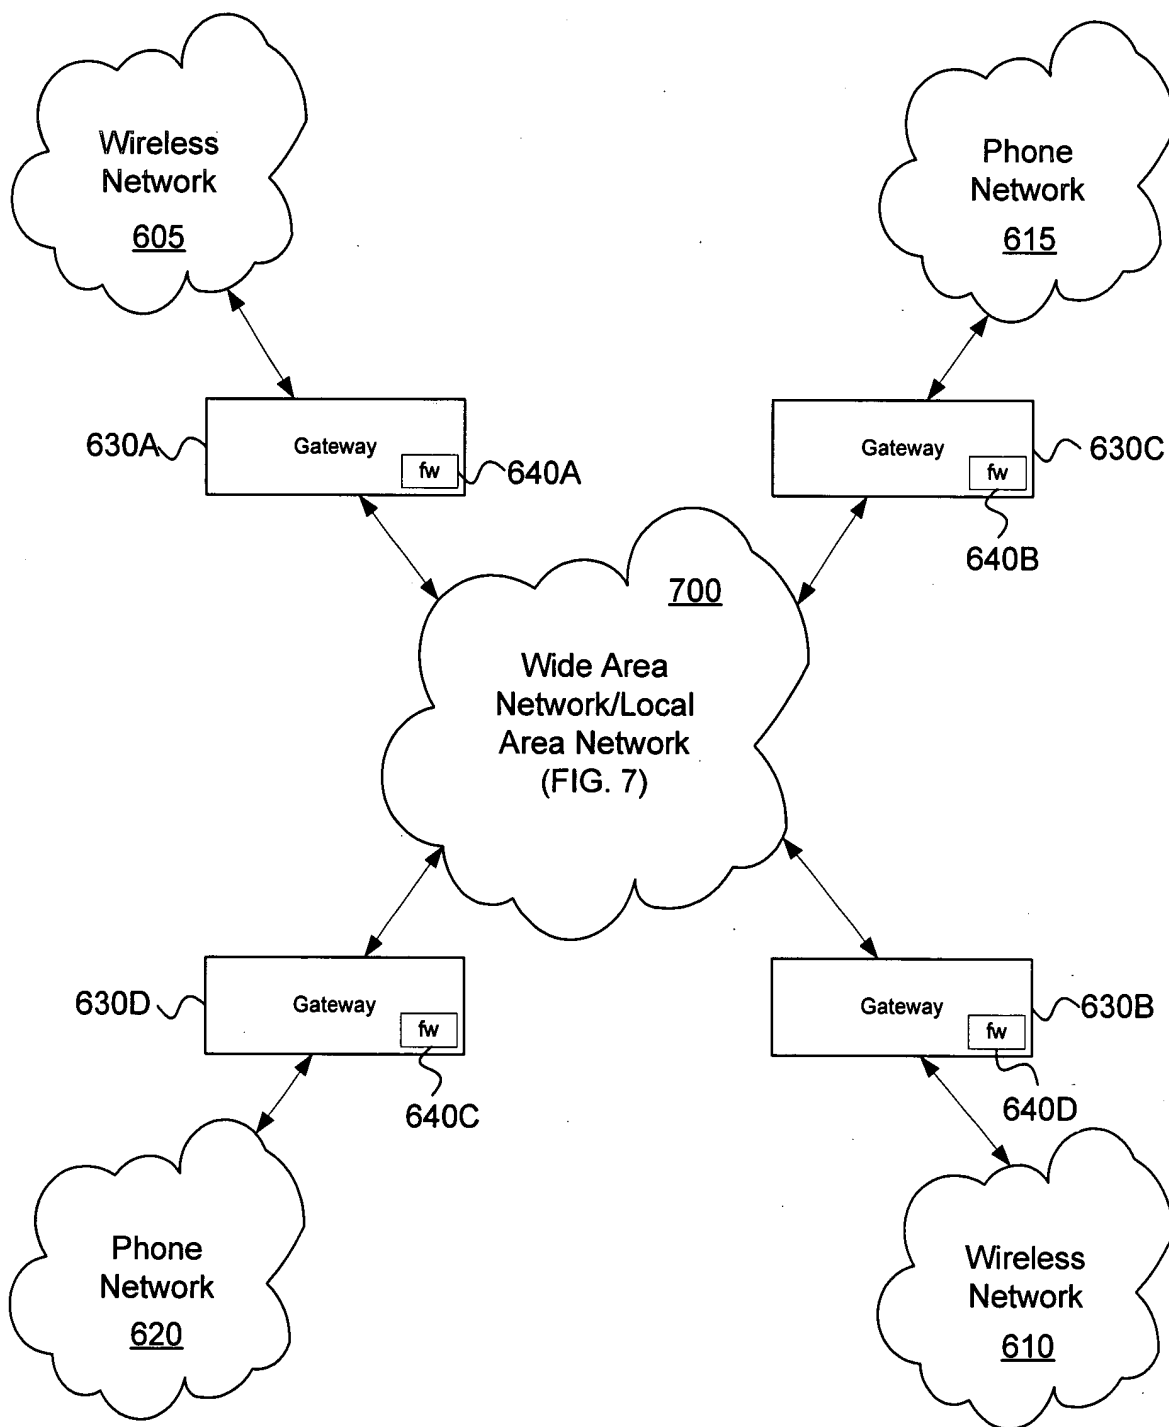 Wireless
Network
605
Phone
Network
615
630A
Gateway
fw
640A
Gateway
fw
630C
640B
700
Wide Area
Network/Local
Area Network
(FIG. 7)
630D
Gateway
fw
640C
Gateway
fw
630B
640D
Phone
Network
620
Wireless
Network
610